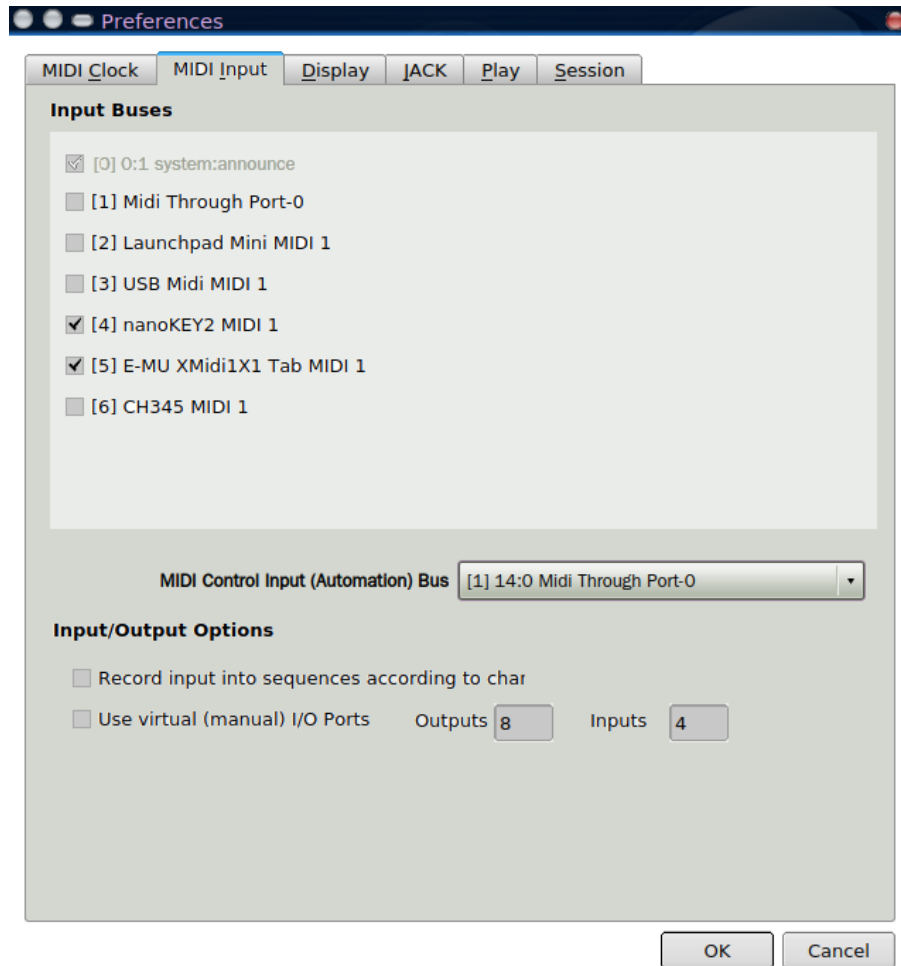 Preferences
MIDI Clock MIDI Input Display JACK Play Session
Input Buses
[0] 0:1 system:announce
[1] Midi Through Port-0
[2] Launchpad Mini MIDI 1
[3] USB Midi MIDI 1
[4] nanoKEY2 MIDI 1
[5] E-MU XMidi1X1 Tab MIDI 1
[6] CH345 MIDI 1
MIDI Control Input (Automation) Bus [1] 14:0 Midi Through Port-0
Input/Output Options
Record input into sequences according to char
Use virtual (manual) I/O Ports Outputs 8 Inputs 4
OK Cancel